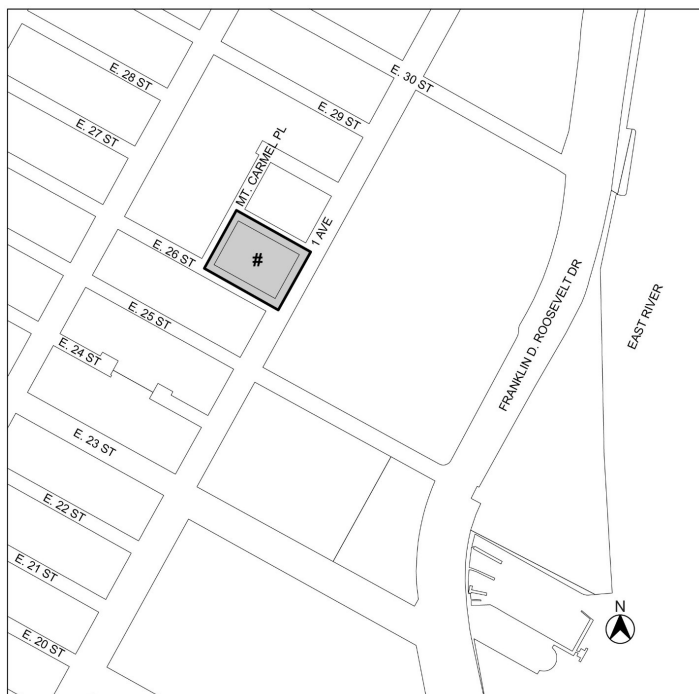 E. 28 ST
E. 27 ST
E. 30 ST
E. 29 ST
MT. CARMEL PL
1 AVE
E. 26 ST
#
E. 25 ST
E. 24 ST
E. 23 ST
E. 22 ST
E. 21 ST
E. 20 ST
FRANKLIN D. ROOSEVELT DR
EAST RIVER
N